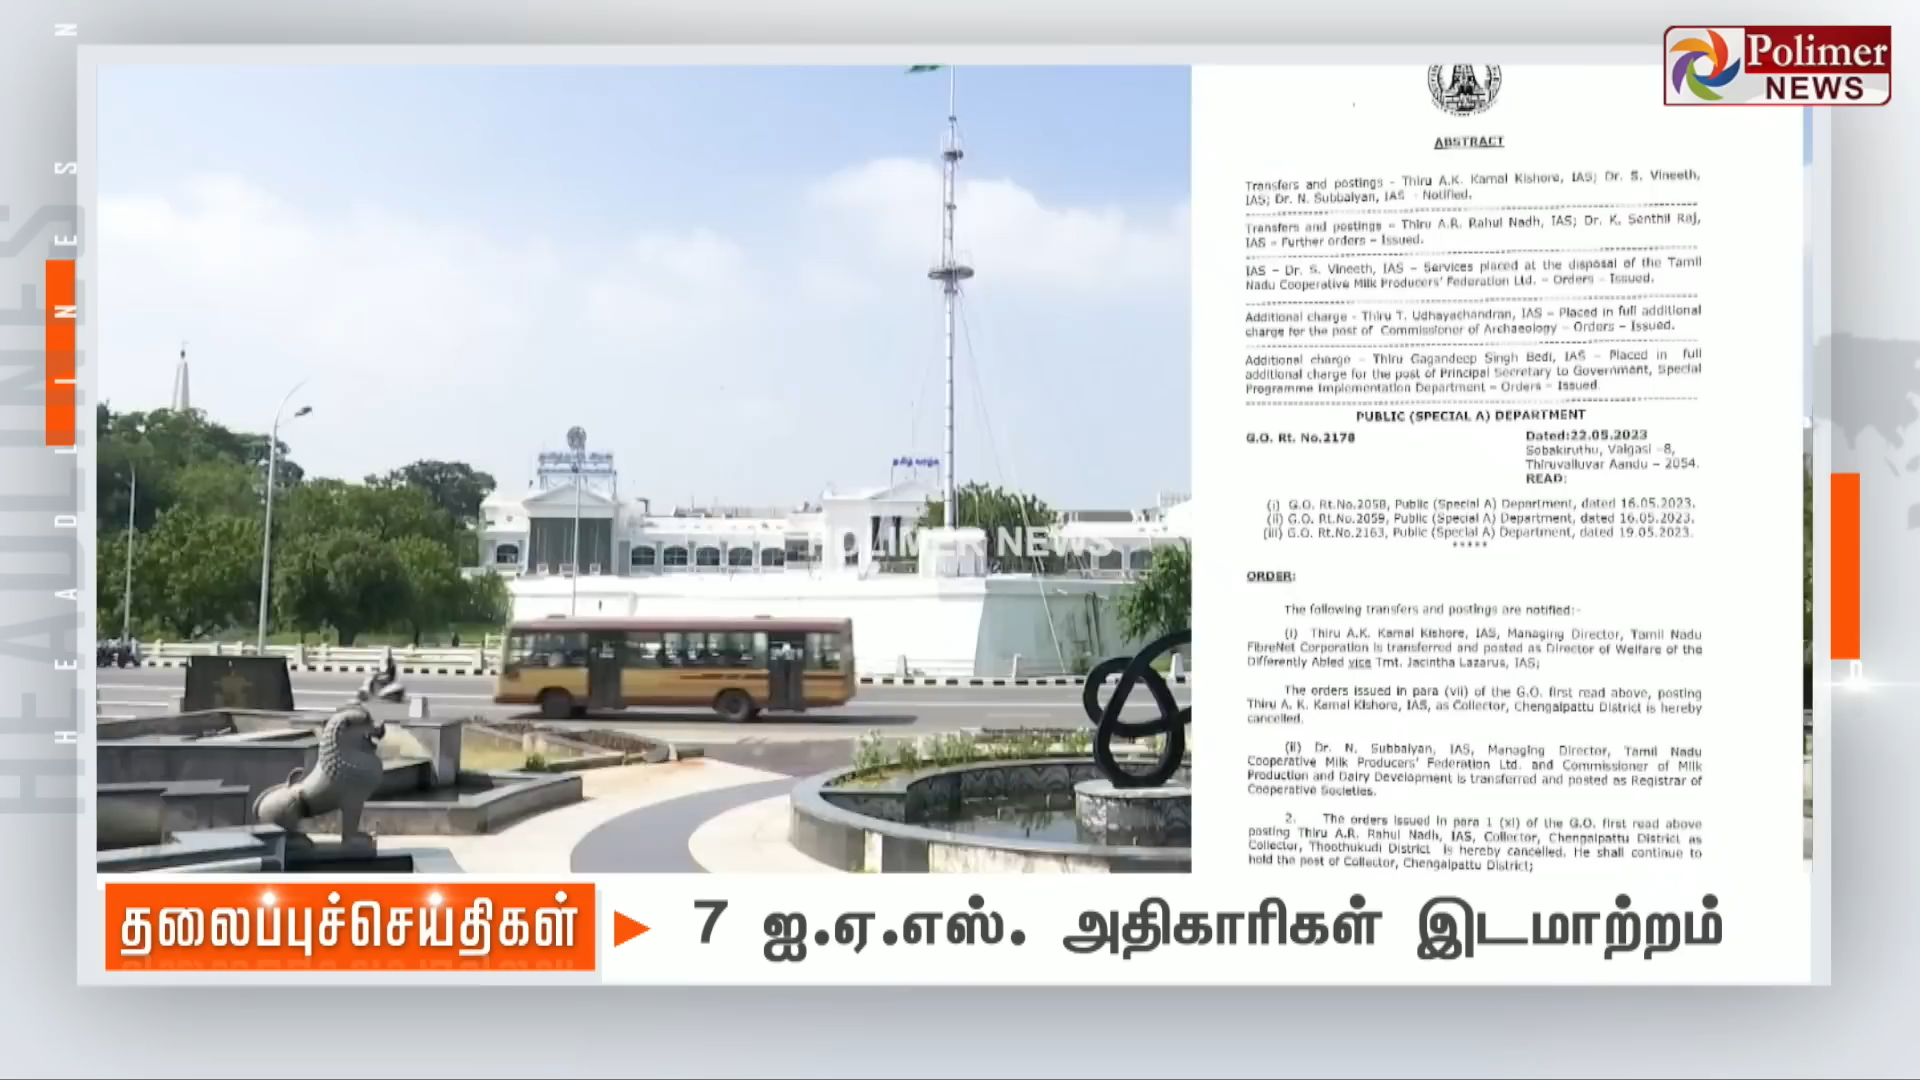 Polimer
NEWS
HEADLINES
HEADLINES N
ABSTRACT
Transfers and postings - Thiru A.K. Kamal Kishore, IAS; Dr. S. Vineeth,
IAS; Dr. N. Subbaiyan, IAS - Notified.
Transfers and postings – Thiru A.R. Rahul Nadh, IAS; Dr. K. Senthil Raj,
IAS – Further orders – Issued.
IAS – Dr. S. Vineeth, IAS – Services placed at the disposal of the Tamil
Nadu Cooperative Milk Producers' Federation Ltd. – Orders – Issued.
Additional charge - Thiru T. Udhayachandran, IAS – Placed in full additional
charge for the post of Commissioner of Archaeology – Orders – Issued.
Additional charge – Thiru Gagandeep Singh Bedi, IAS – Placed in full
additional charge for the post of Principal Secretary to Government, Special
Programme Implementation Department – Orders – Issued.
PUBLIC (SPECIAL A) DEPARTMENT
G.O. Rt. No.2178
Dated:22.05.2023
Sobakiruthu, Vaigasi -8,
Thiruvalluvar Aandu – 2054.
READ:
(i) G.O. Rt.No.2058, Public (Special A) Department, dated 16.05.2023.
(ii) G.O. Rt.No.2059, Public (Special A) Department, dated 16.05.2023.
(iii) G.O. Rt.No.2163, Public (Special A) Department, dated 19.05.2023.
*****
ORDER:
The following transfers and postings are notified:-
(i) Thiru A.K. Kamal Kishore, IAS, Managing Director, Tamil Nadu
FibreNet Corporation is transferred and posted as Director of Welfare of the
Differently Abled vice Tmt. Jacintha Lazarus, IAS;
The orders issued in para (vii) of the G.O. first read above, posting
Thiru A. K. Kamal Kishore, IAS, as Collector, Chengalpattu District is hereby
cancelled.
(ii) Dr. N. Subbaiyan, IAS, Managing Director, Tamil Nadu
Cooperative Milk Producers' Federation Ltd. and Commissioner of Milk
Production and Dairy Development is transferred and posted as Registrar of
Cooperative Societies.
2. The orders issued in para 1 (xi) of the G.O. first read above
posting Thiru A.R. Rahul Nadh, IAS, Collector, Chengalpattu District as
Collector, Thoothukudi District is hereby cancelled. He shall continue to
hold the post of Collector, Chengalpattu District;
தமிழ் வாழ்க
POLIMER NEWS
தலைப்புச்செய்திகள்
7 ஐ.ஏ.எஸ். அதிகாரிகள் இடமாற்றம்